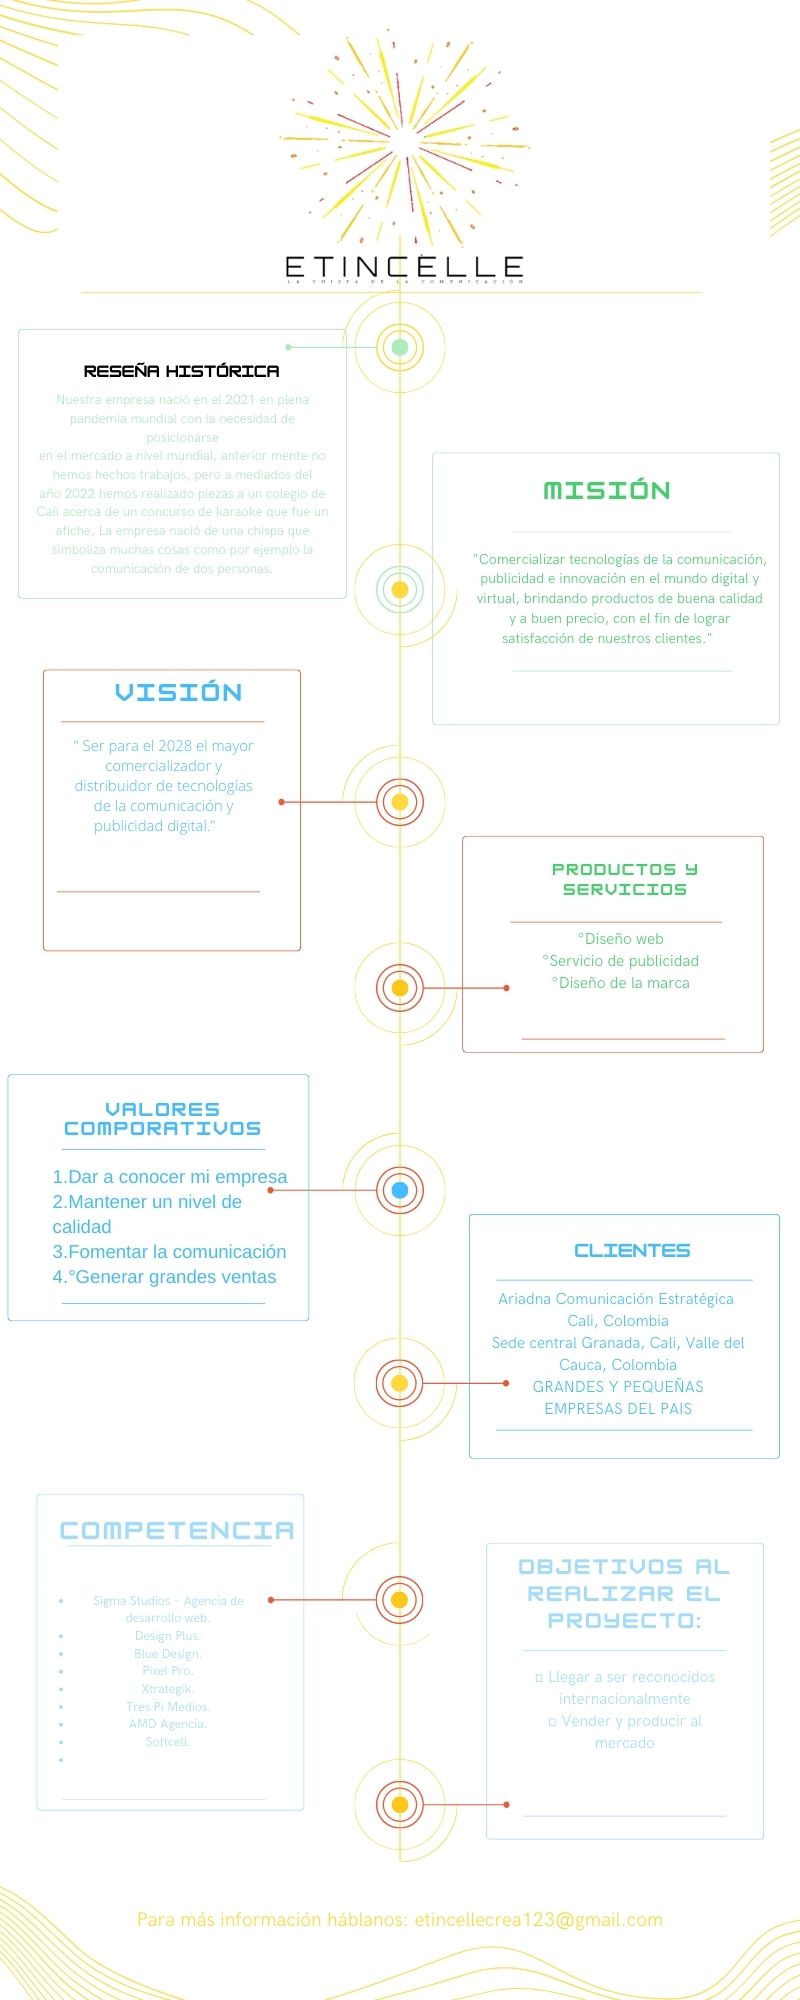 ETINCELLE
LA CHISPA DE LA COMUNICACIÓN
RESEÑA HISTÓRICA
Nuestra empresa nació en el 2021 en plena
pandemia mundial con la necesidad de
posicionarse
en el mercado a nivel mundial, anterior mente no
hemos hechos trabajos, pero a mediados del
año 2022 hemos realizado piezas a un colegio de
Cali acerca de un concurso de karaoke que fue un
afiche, La empresa nació de una chispa que
simboliza muchas cosas como por ejemplo la
comunicación de dos personas.
MISIÓN
"Comercializar tecnologías de la comunicación,
publicidad e innovación en el mundo digital y
virtual, brindando productos de buena calidad
y a buen precio, con el fin de lograr
satisfacción de nuestros clientes."
VISIÓN
" Ser para el 2028 el mayor
comercializador y
distribuidor de tecnologías
de la comunicación y
publicidad digital."
PRODUCTOS Y
SERVICIOS
°Diseño web
°Servicio de publicidad
°Diseño de la marca
VALORES
COMPORATIVOS
1.Dar a conocer mi empresa
2.Mantener un nivel de
calidad
3.Fomentar la comunicación
4.°Generar grandes ventas
CLIENTES
Ariadna Comunicación Estratégica
Cali, Colombia
Sede central Granada, Cali, Valle del
Cauca, Colombia
GRANDES Y PEQUEÑAS
EMPRESAS DEL PAIS
COMPETENCIA
• Sigma Studios - Agencia de
desarrollo web.
• Design Plus.
• Blue Design.
• Pixel Pro.
• Xtrategik.
• Tres Pi Medios.
• AMD Agencia.
• Softcell.
•
OBJETIVOS AL
REALIZAR EL
PROYECTO:
▯ Llegar a ser reconocidos
internacionalmente
▯ Vender y producir al
mercado
Para más información háblanos: etincellecrea123@gmail.com